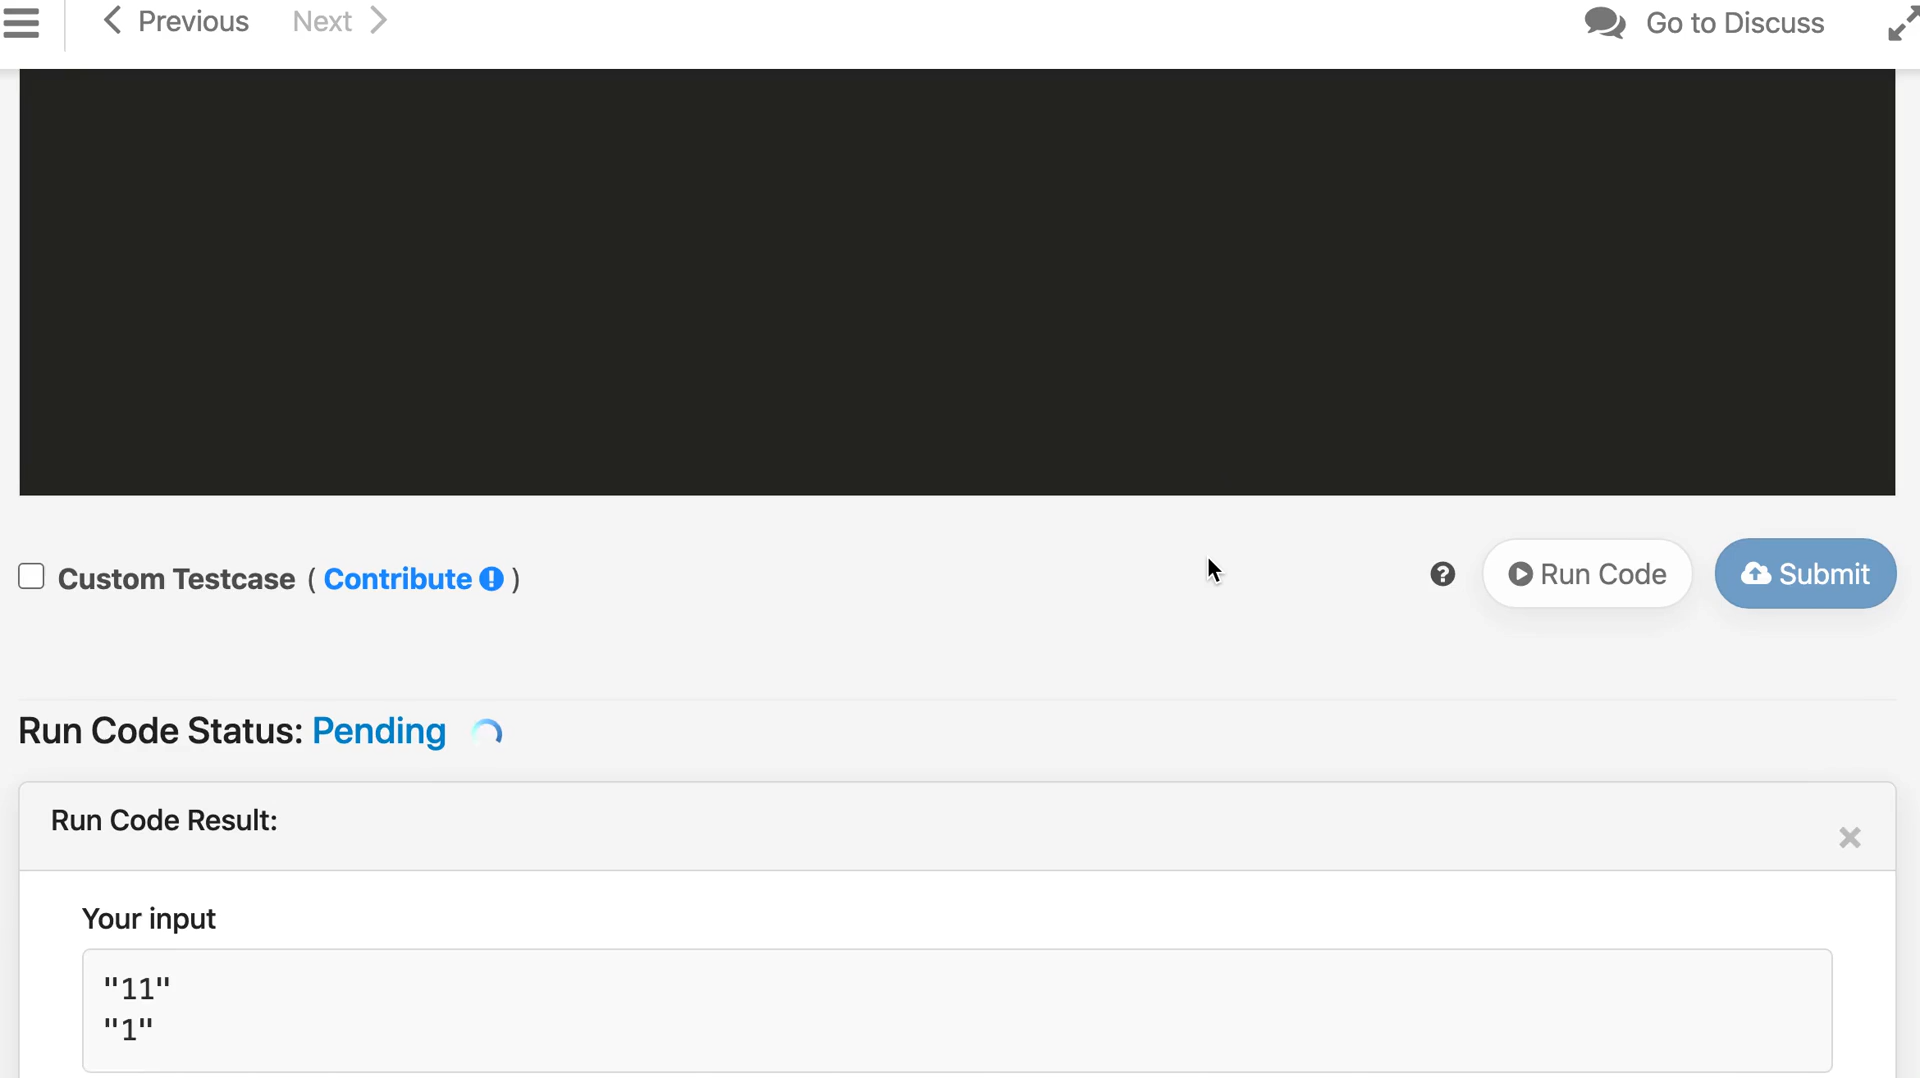 Previous Next Go to Discuss
Custom Testcase ( Contribute ! ) ? Run Code Submit
Run Code Status: Pending
Run Code Result:
Your input
"11"
"1"